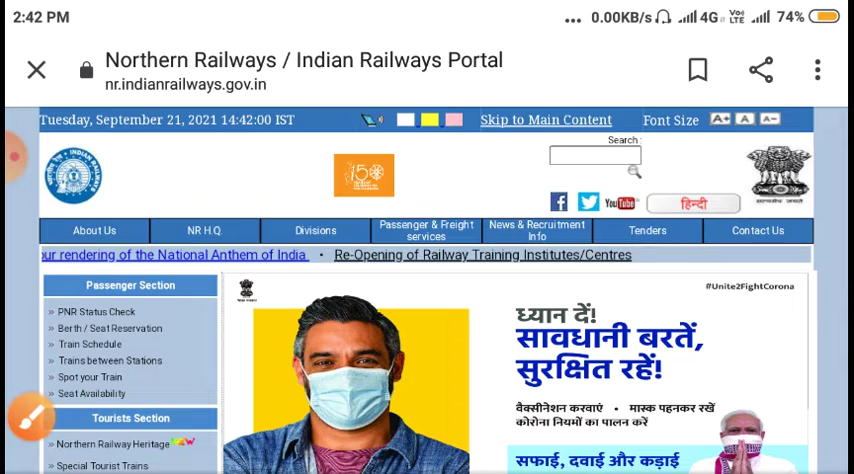 2:42 PM ... 0.00KB/s 4G Vo) LTE 74%
Northern Railways / Indian Railways Portal
nr.indianrailways.gov.in
Tuesday, September 21, 2021 14:42:00 IST Skip to Main Content Font Size A+ A A-
Search :
150
You Tube हिन्दी
About Us NR H.Q. Divisions Passenger & Freight services News & Recruitment Info Tenders Contact Us
ur rendering of the National Anthem of India • Re-Opening of Railway Training Institutes/Centres
Passenger Section
» PNR Status Check
» Berth / Seat Reservation
» Train Schedule
» Trains between Stations
» Spot your Train
» Seat Availability
Tourists Section
» Northern Railway Heritage
» Special Tourist Trains
#Unite2FightCorona
ध्यान दें!
सावधानी बरतें,
सुरक्षित रहें!
वैक्सीनेशन करवाएं • मास्क पहनकर रखें
कोरोना नियमों का पालन करें
सफाई, दवाई और कड़ाई